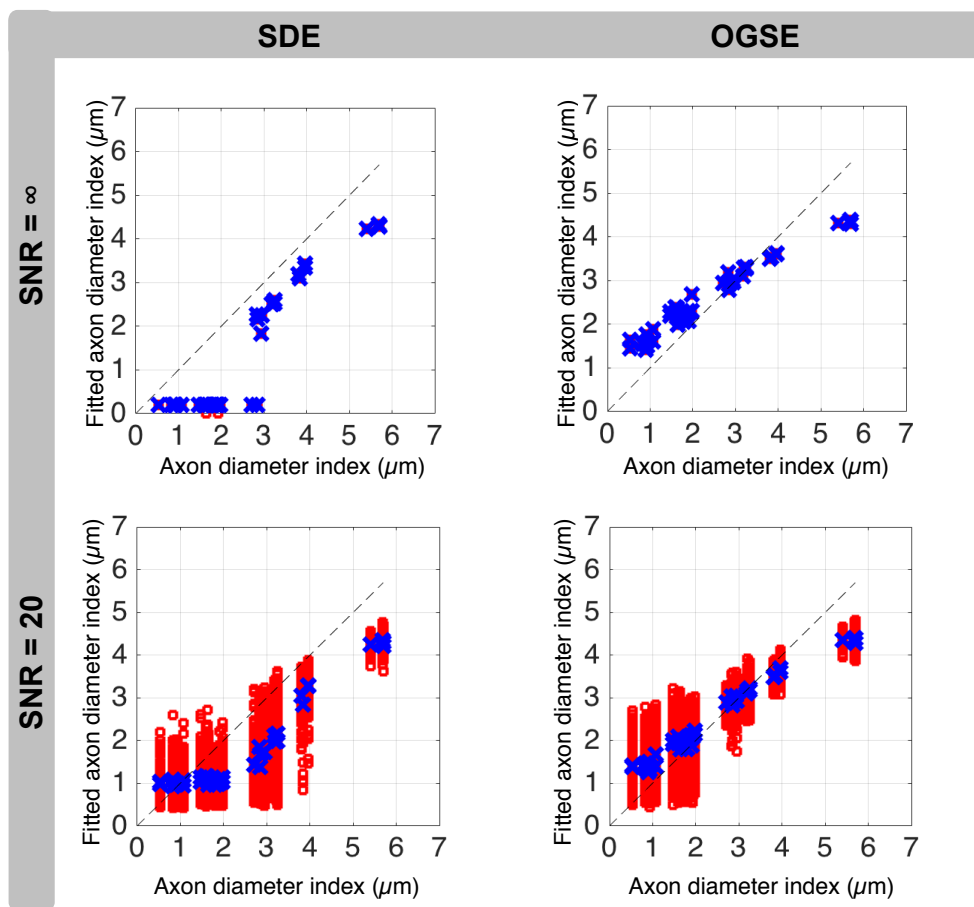 SDE
OGSE
SNR = ∞
Fitted axon diameter index (µm)
7
6
5
4
3
2
1
0
0 1 2 3 4 5 6 7
Axon diameter index (µm)
Fitted axon diameter index (µm)
7
6
5
4
3
2
1
0
0 1 2 3 4 5 6 7
Axon diameter index (µm)
SNR = 20
Fitted axon diameter index (µm)
7
6
5
4
3
2
1
0
0 1 2 3 4 5 6 7
Axon diameter index (µm)
Fitted axon diameter index (µm)
7
6
5
4
3
2
1
0
0 1 2 3 4 5 6 7
Axon diameter index (µm)